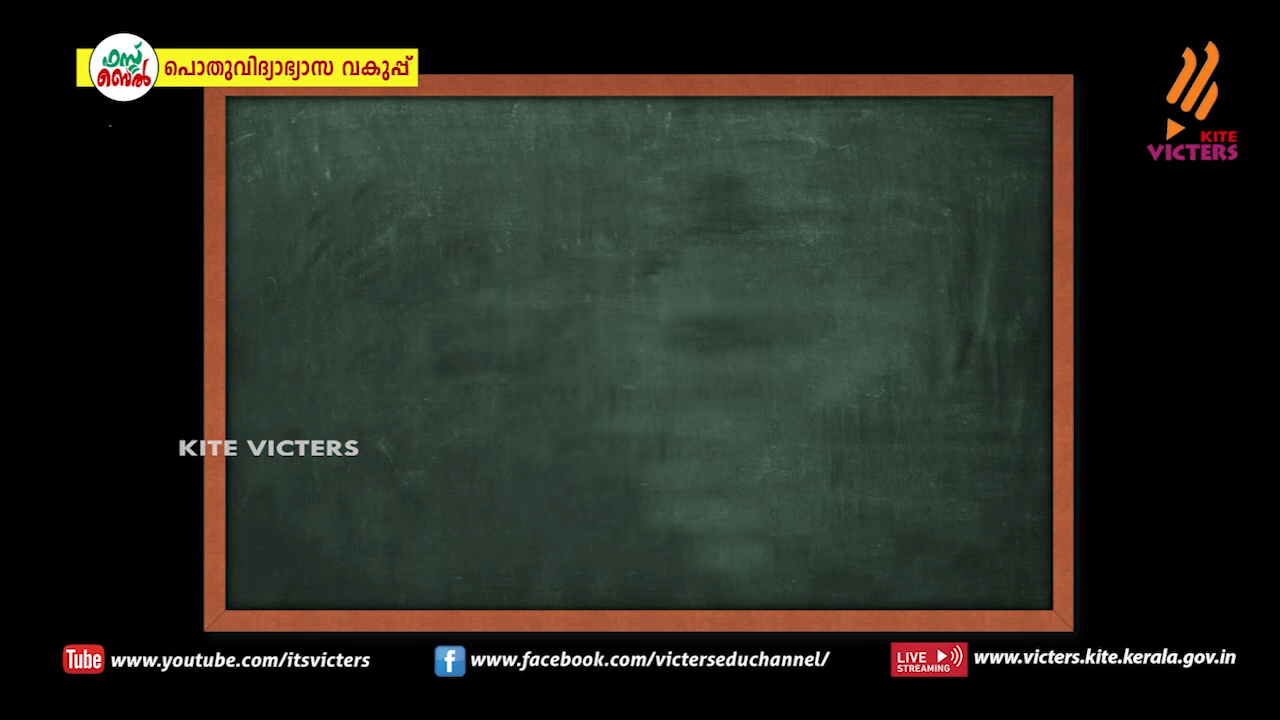 ഫസ്റ്റ്
ബെൽ
പൊതുവിദ്യാഭ്യാസ വകുപ്പ്
KITE
VICTERS
KITE VICTERS
Tube www.youtube.com/itsvicters
f www.facebook.com/victerseduchannel/
LIVE
STREAMING
www.victers.kite.kerala.gov.in